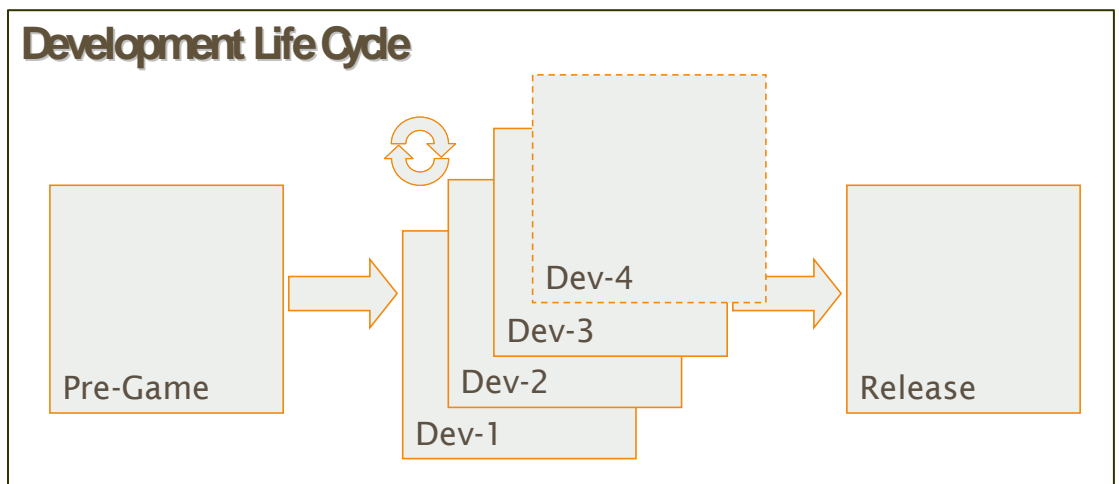 Development Life Cycle
Pre-Game
Dev-1
Dev-2
Dev-3
Dev-4
Release